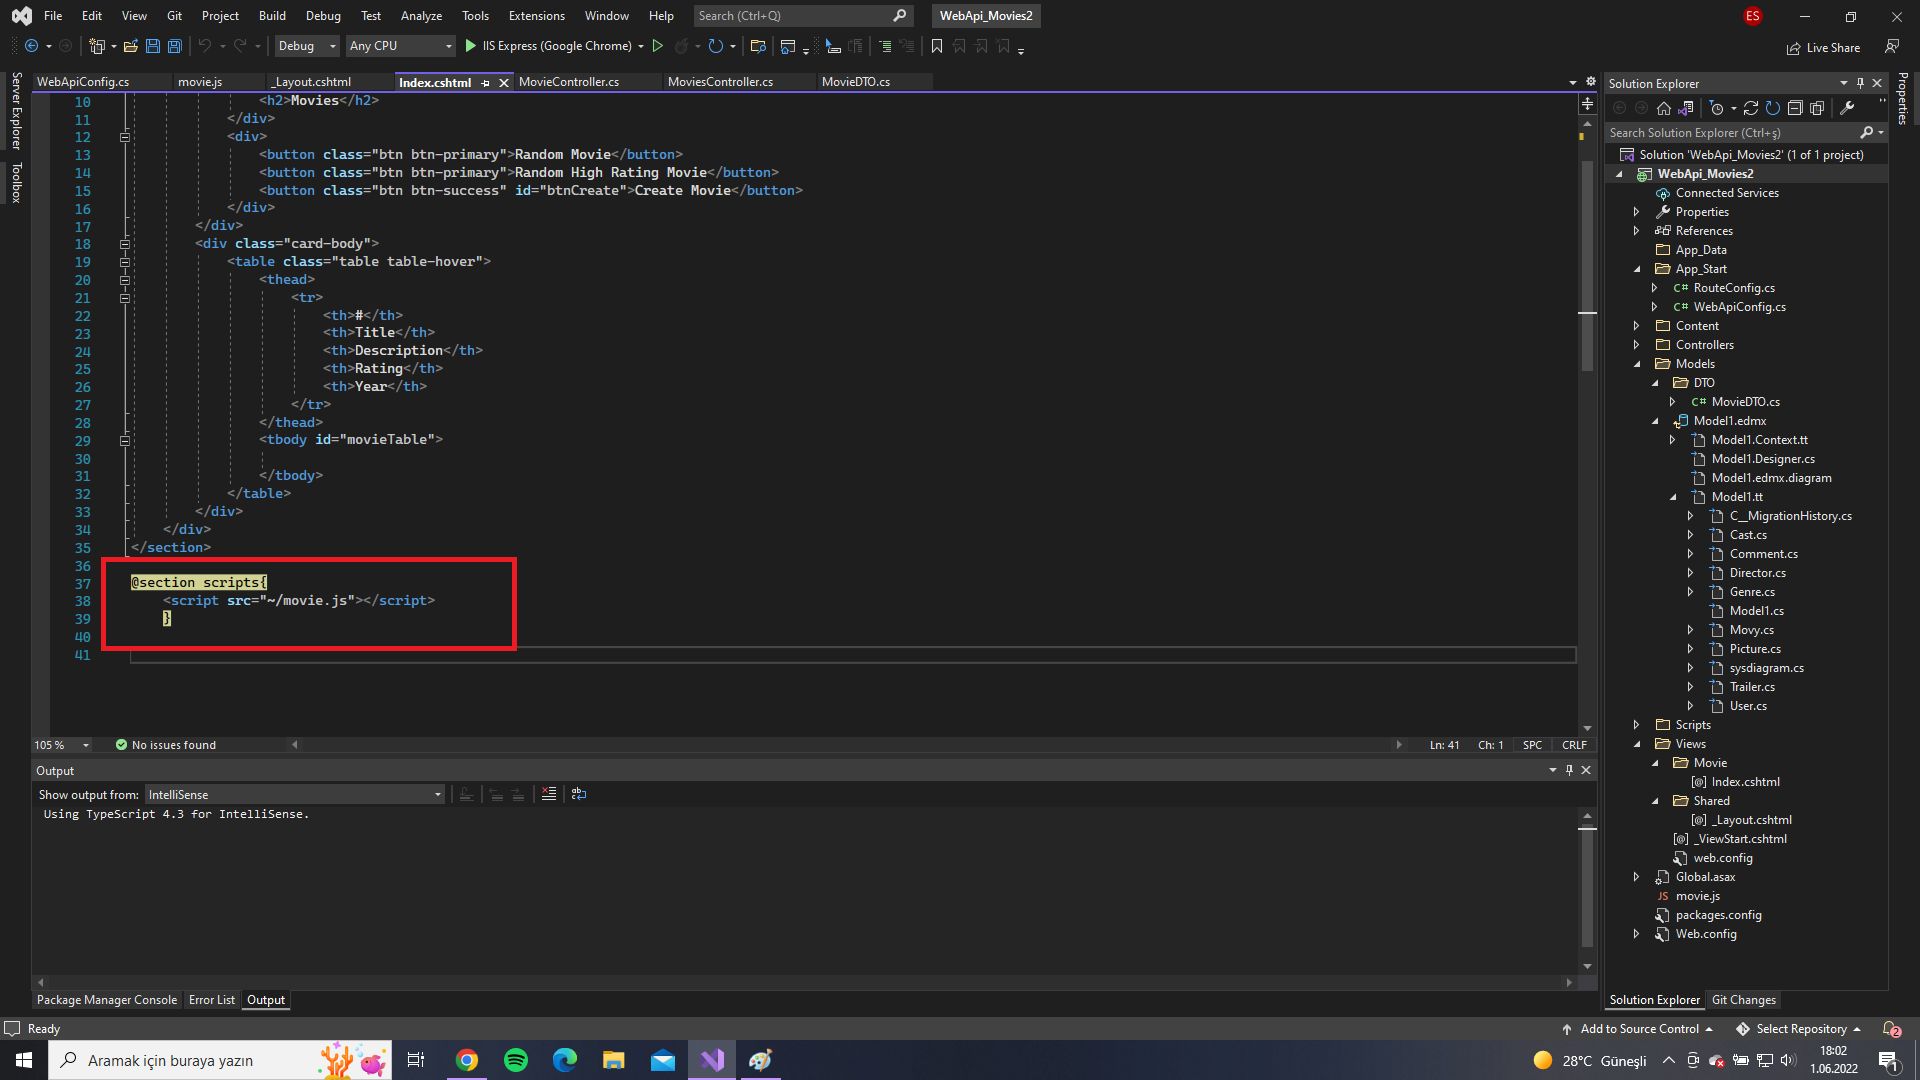 File Edit View Git Project Build Debug Test Analyze Tools Extensions Window Help Search (Ctrl+Q) WebApi_Movies2 ES
Debug Any CPU IIS Express (Google Chrome) Live Share
Server Explorer
Toolbox
WebApiConfig.cs movie.js _Layout.cshtml Index.cshtml MovieController.cs MoviesController.cs MovieDTO.cs
10 <h2>Movies</h2>
11 </div>
12 <div>
13 <button class="btn btn-primary">Random Movie</button>
14 <button class="btn btn-primary">Random High Rating Movie</button>
15 <button class="btn btn-success" id="btnCreate">Create Movie</button>
16 </div>
17 </div>
18 <div class="card-body">
19 <table class="table table-hover">
20 <thead>
21 <tr>
22 <th>#</th>
23 <th>Title</th>
24 <th>Description</th>
25 <th>Rating</th>
26 <th>Year</th>
27 </tr>
28 </thead>
29 <tbody id="movieTable">
30
31 </tbody>
32 </table>
33 </div>
34 </div>
35 </section>
36
37 @section scripts{
38 <script src="~/movie.js"></script>
39 }
40
41
105 % No issues found Ln: 41 Ch: 1 SPC CRLF
Output
Show output from: IntelliSense
Using TypeScript 4.3 for IntelliSense.
Package Manager Console Error List Output
Solution Explorer
Search Solution Explorer (Ctrl+ş)
Solution 'WebApi_Movies2' (1 of 1 project)
WebApi_Movies2
Connected Services
Properties
References
App_Data
App_Start
C# RouteConfig.cs
C# WebApiConfig.cs
Content
Controllers
Models
DTO
C# MovieDTO.cs
Model1.edmx
Model1.Context.tt
Model1.Designer.cs
Model1.edmx.diagram
Model1.tt
C__MigrationHistory.cs
Cast.cs
Comment.cs
Director.cs
Genre.cs
Model1.cs
Movy.cs
Picture.cs
sysdiagram.cs
Trailer.cs
User.cs
Scripts
Views
Movie
[@] Index.cshtml
Shared
[@] _Layout.cshtml
[@] _ViewStart.cshtml
web.config
Global.asax
JS movie.js
packages.config
Web.config
Solution Explorer Git Changes
Properties
Ready Add to Source Control Select Repository 2
Aramak için buraya yazın 28°C Güneşli 18:02
1.06.2022 1